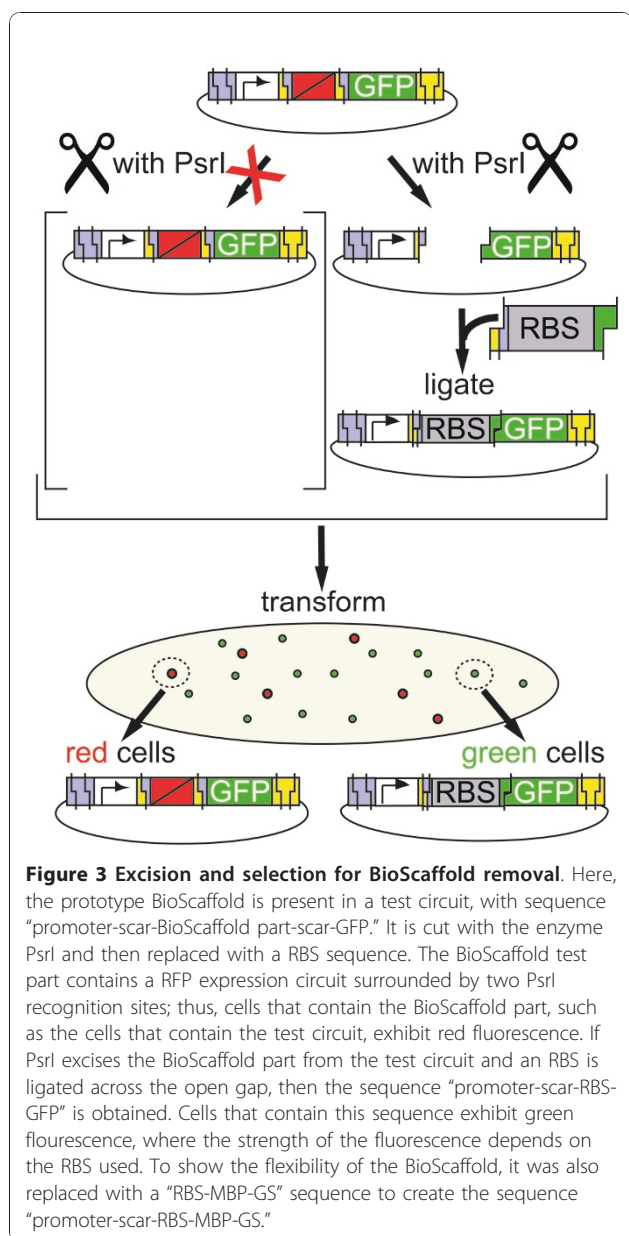 GFP
with PsrI
with PsrI
GFP
GFP
RBS
ligate
RBS GFP
transform
red cells
green cells
GFP
RBS GFP
Figure 3 Excision and selection for BioScaffold removal. Here,
the prototype BioScaffold is present in a test circuit, with sequence
“promoter-scar-BioScaffold part-scar-GFP.” It is cut with the enzyme
PsrI and then replaced with a RBS sequence. The BioScaffold test
part contains a RFP expression circuit surrounded by two PsrI
recognition sites; thus, cells that contain the BioScaffold part, such
as the cells that contain the test circuit, exhibit red fluorescence. If
PsrI excises the BioScaffold part from the test circuit and an RBS is
ligated across the open gap, then the sequence “promoter-scar-RBS-
GFP” is obtained. Cells that contain this sequence exhibit green
flourescence, where the strength of the fluorescence depends on
the RBS used. To show the flexibility of the BioScaffold, it was also
replaced with a “RBS-MBP-GS” sequence to create the sequence
“promoter-scar-RBS-MBP-GS.”